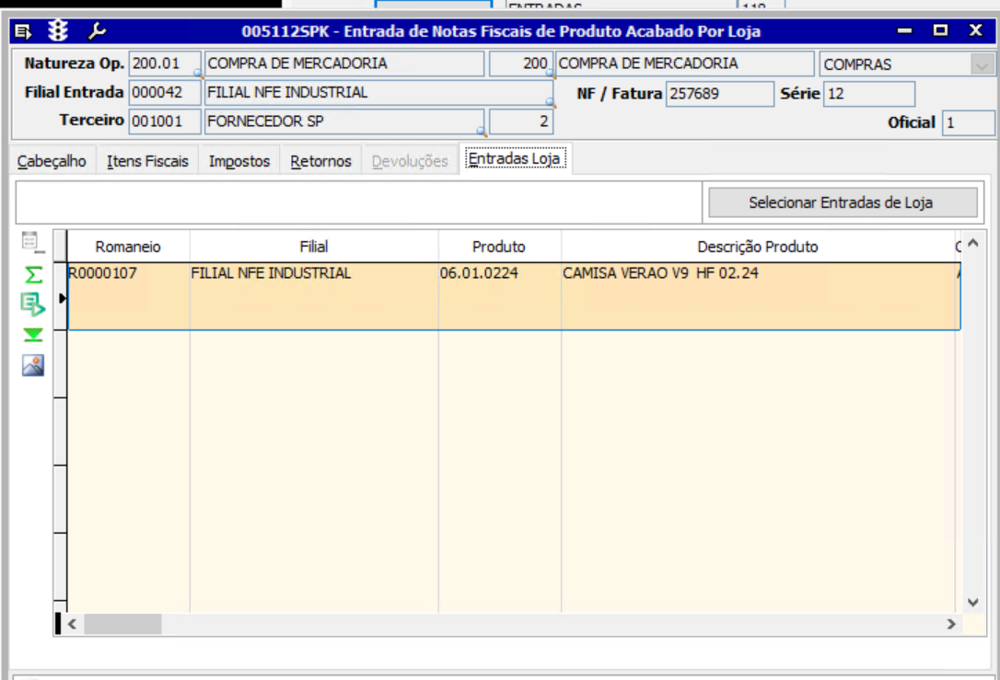 ENTRADAS 119
005112SPK - Entrada de Notas Fiscais de Produto Acabado Por Loja
Natureza Op. 200.01 COMPRA DE MERCADORIA 200 COMPRA DE MERCADORIA COMPRAS
Filial Entrada 000042 FILIAL NFE INDUSTRIAL NF / Fatura 257689 Série 12
Terceiro 001001 FORNECEDOR SP 2 Oficial 1
Cabeçalho Itens Fiscais Impostos Retornos Devoluções Entradas Loja
Selecionar Entradas de Loja
Romaneio Filial Produto Descrição Produto
R0000107 FILIAL NFE INDUSTRIAL 06.01.0224 CAMISA VERAO V9 HF 02.24